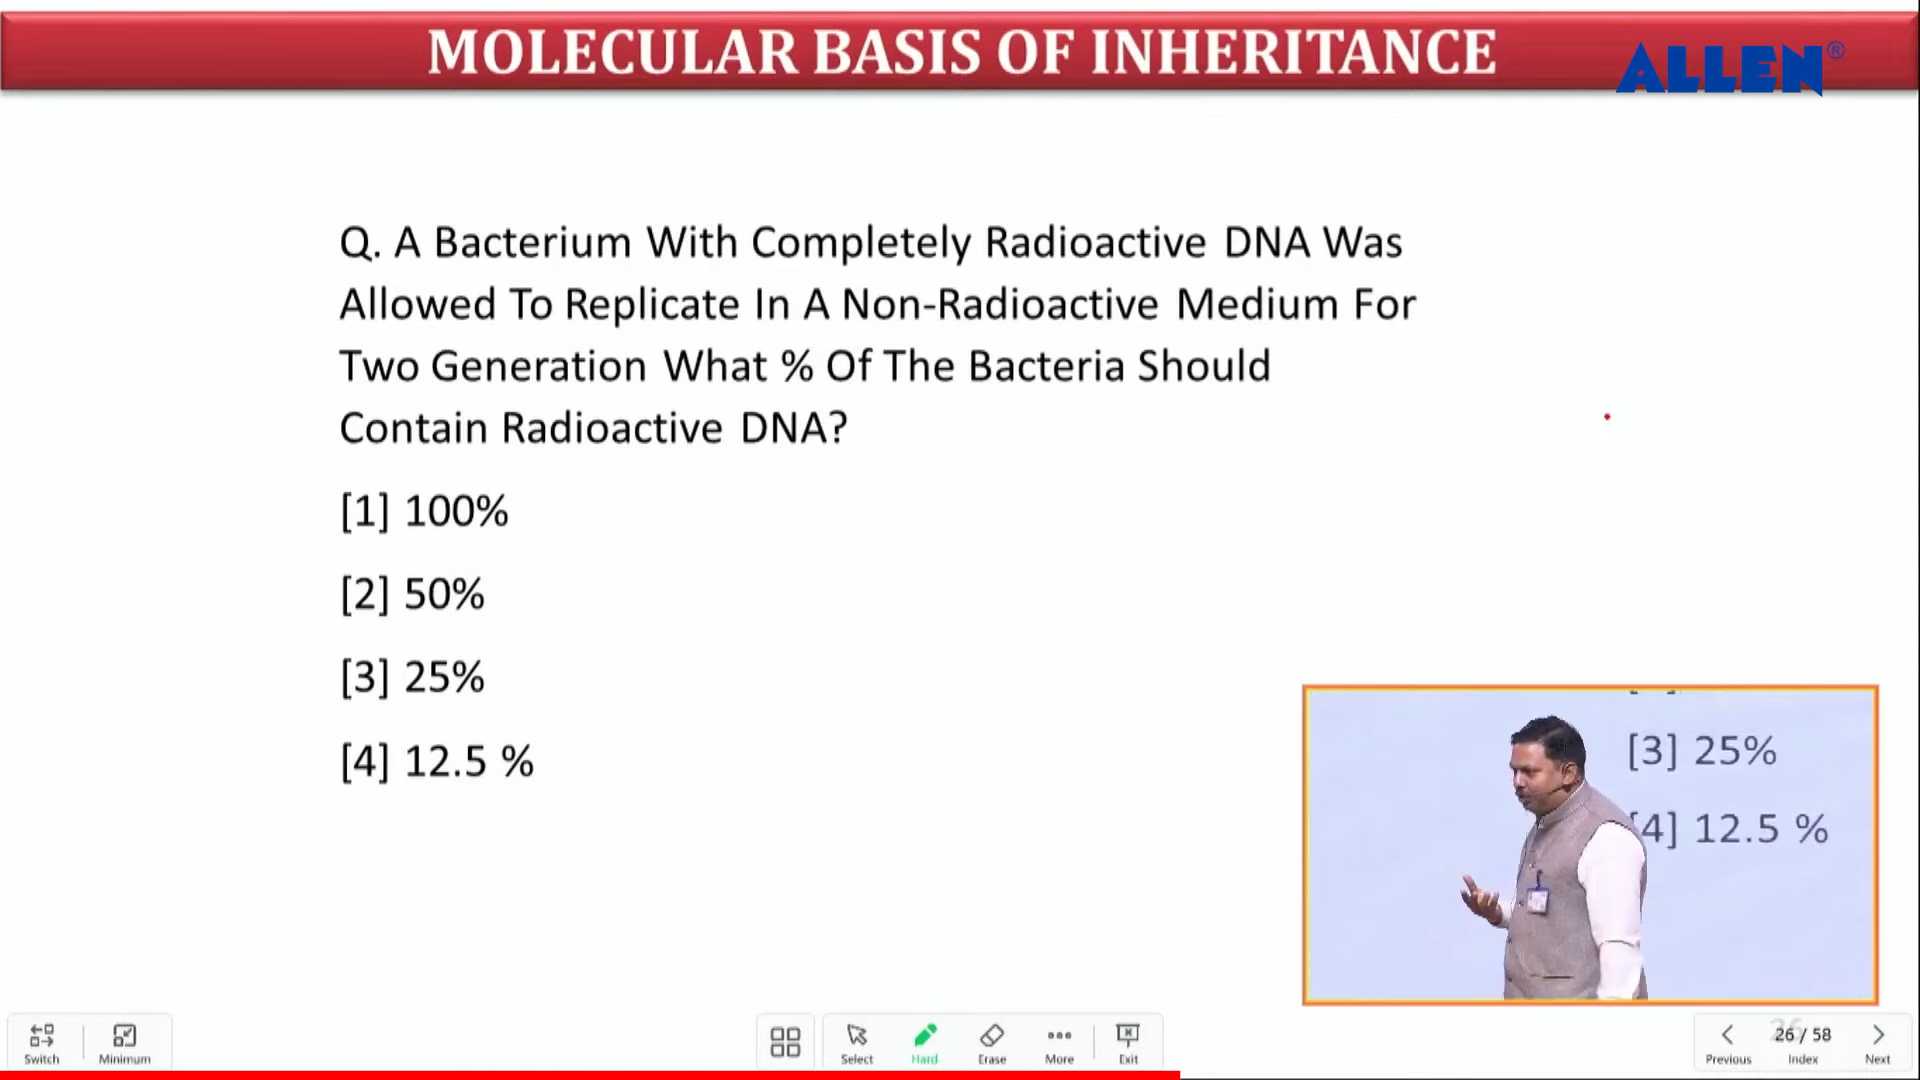 MOLECULAR BASIS OF INHERITANCE
ALLEN®
Q. A Bacterium With Completely Radioactive DNA Was
Allowed To Replicate In A Non-Radioactive Medium For
Two Generation What % Of The Bacteria Should
Contain Radioactive DNA?
[1] 100%
[2] 50%
[3] 25%
[4] 12.5 %
[3] 25%
[4] 12.5 %
Switch
Minimum
Select
Hard
Erase
More
Exit
Previous
26 / 58
Index
Next